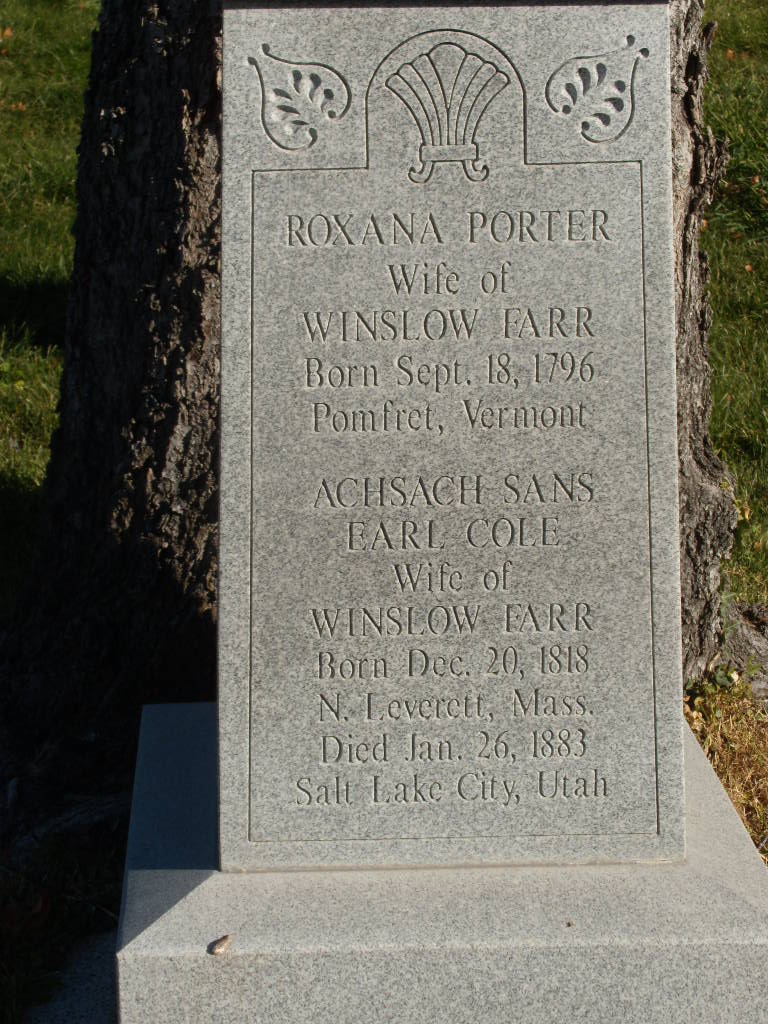 ROXANA PORTER
Wife of
WINSLOW FARR
Born Sept. 18, 1796
Pomfret, Vermont
ACHSACH SANS
EARL COLE
Wife of
WINSLOW FARR
Born Dec. 20, 1818
N. Leverett, Mass.
Died Jan. 26, 1883
Salt Lake City, Utah